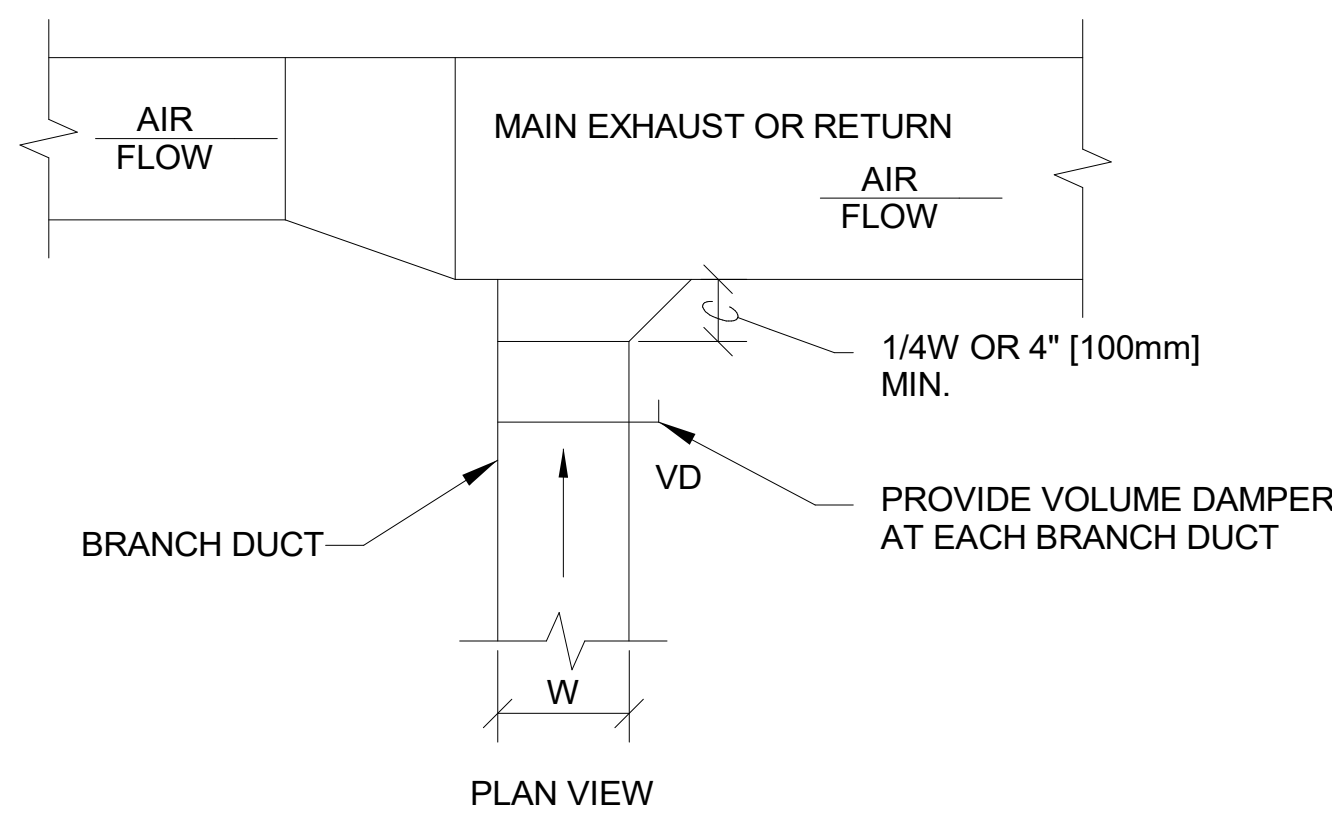 AIR
FLOW
MAIN EXHAUST OR RETURN
AIR
FLOW
1/4W OR 4" [100mm]
MIN.
VD
PROVIDE VOLUME DAMPER
AT EACH BRANCH DUCT
BRANCH DUCT
W
PLAN VIEW